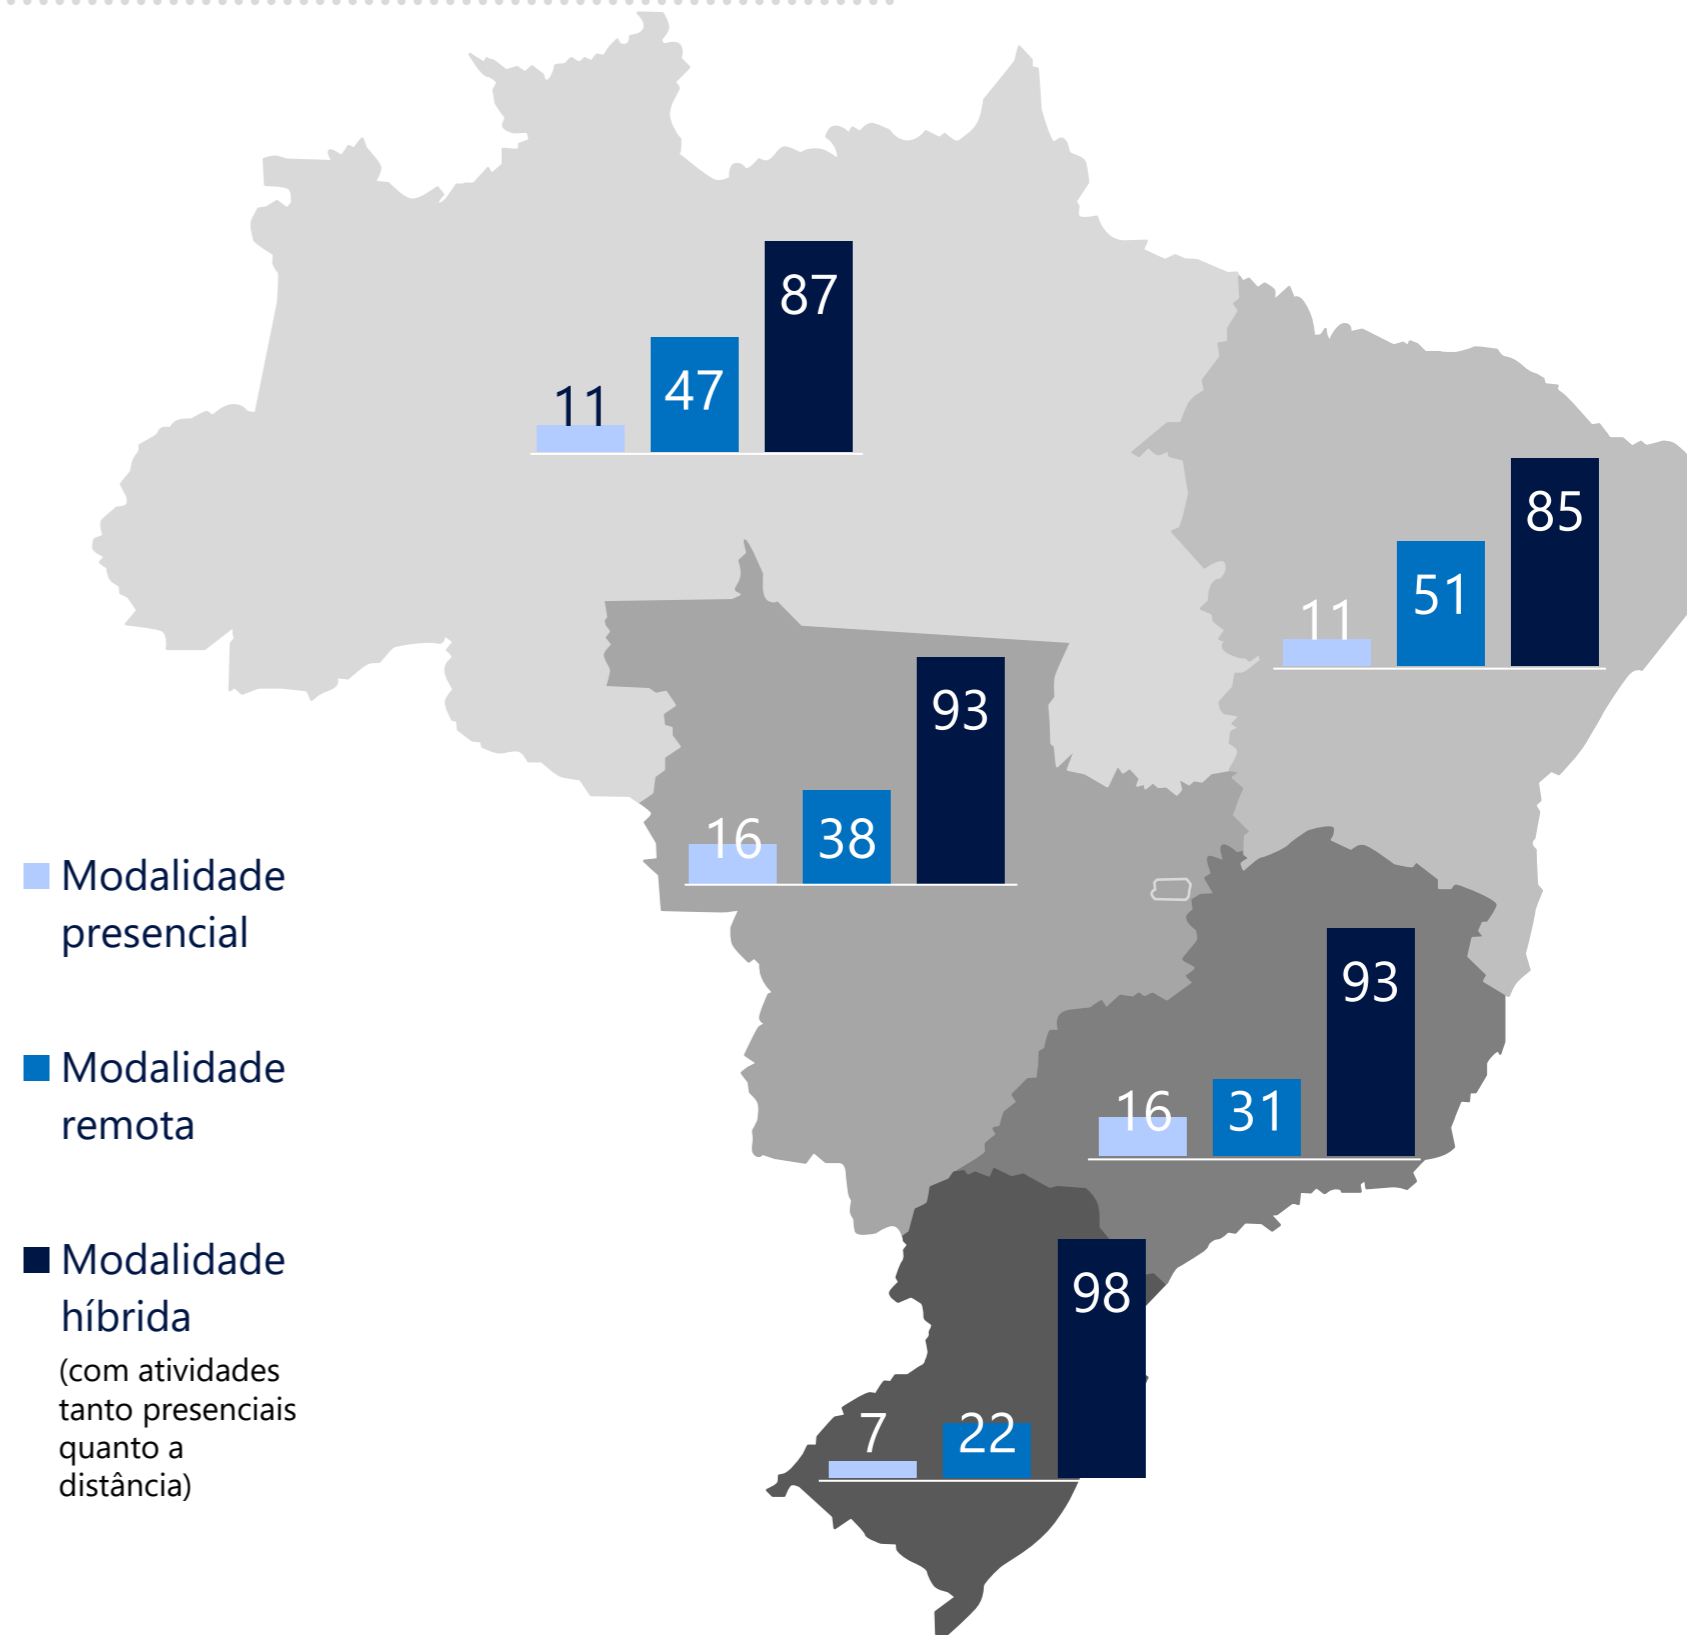 11
47
87
11
51
85
16
38
93
16
31
93
7
22
98
Modalidade
presencial
Modalidade
remota
Modalidade
híbrida
(com atividades
tanto presenciais
quanto a
distância)